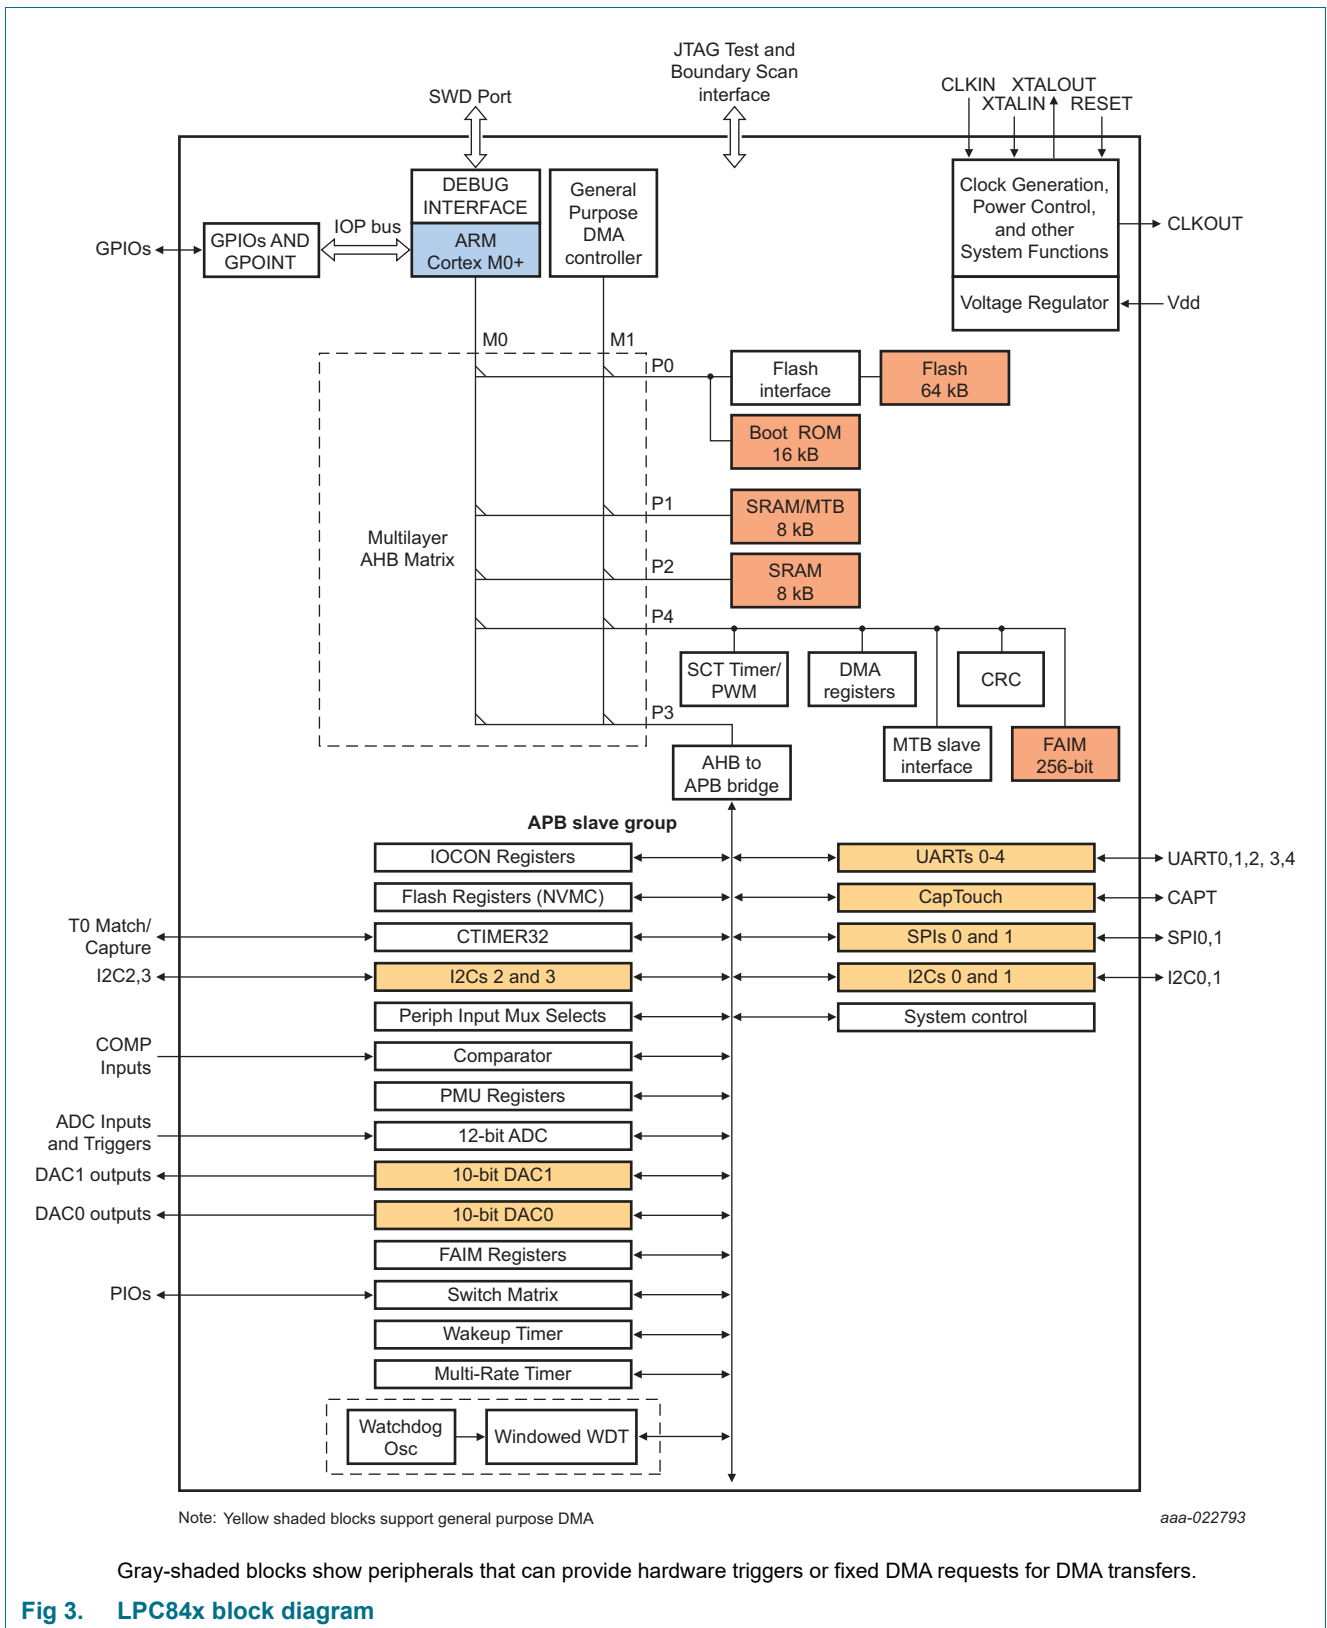 JTAG Test and
Boundary Scan
interface
SWD Port
CLKIN
XTALOUT
XTALIN
RESET
DEBUG
INTERFACE
General
Purpose
DMA
controller
Clock Generation,
Power Control,
and other
System Functions
CLKOUT
GPIOs
GPIOs AND
GPOINT
IOP bus
ARM
Cortex M0+
Voltage Regulator
Vdd
M0
M1
P0
Flash
interface
Flash
64 kB
Boot ROM
16 kB
P1
SRAM/MTB
8 kB
Multilayer
AHB Matrix
P2
SRAM
8 kB
P4
SCT Timer/
PWM
DMA
registers
CRC
P3
MTB slave
interface
FAIM
256-bit
AHB to
APB bridge
APB slave group
IOCON Registers
UARTs 0-4
UART0,1,2, 3,4
Flash Registers (NVMC)
CapTouch
CAPT
T0 Match/
Capture
CTIMER32
SPIs 0 and 1
SPI0,1
I2C2,3
I2Cs 2 and 3
I2Cs 0 and 1
I2C0,1
Periph Input Mux Selects
System control
COMP
Inputs
Comparator
PMU Registers
ADC Inputs
and Triggers
12-bit ADC
DAC1 outputs
10-bit DAC1
DAC0 outputs
10-bit DAC0
FAIM Registers
PIOs
Switch Matrix
Wakeup Timer
Multi-Rate Timer
Watchdog
Osc
Windowed WDT
Note: Yellow shaded blocks support general purpose DMA
aaa-022793
Gray-shaded blocks show peripherals that can provide hardware triggers or fixed DMA requests for DMA transfers.
Fig 3. LPC84x block diagram